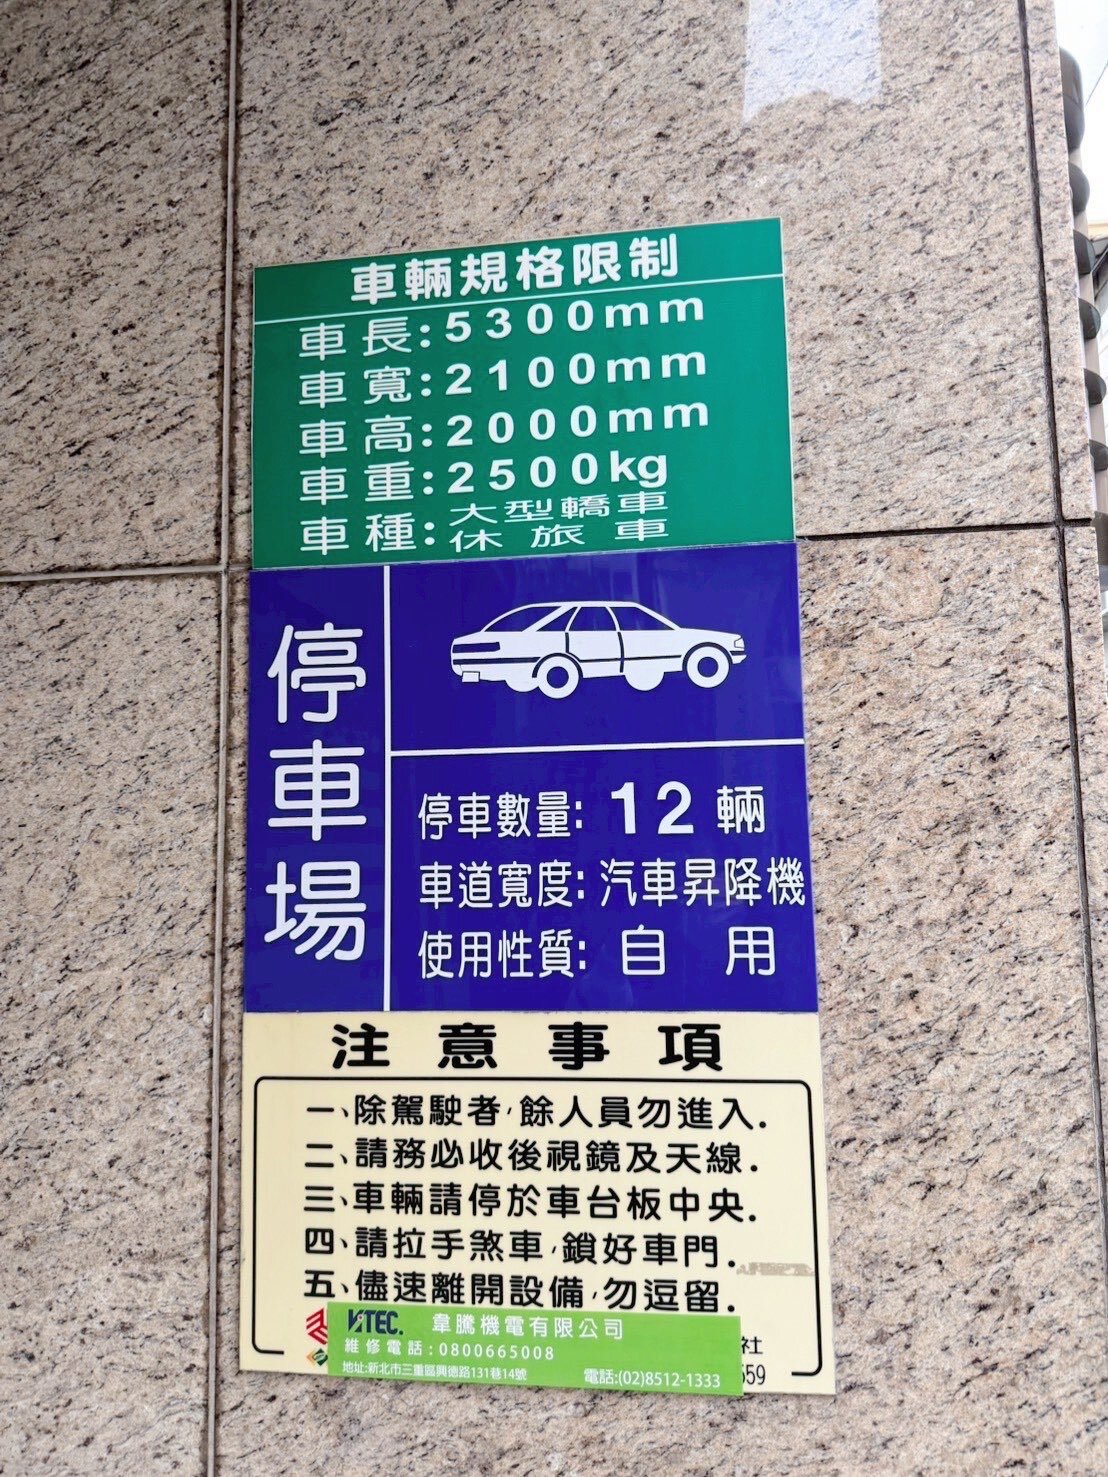 車輛規格限制
車長:5300mm
車寬:2100mm
車高:2000mm
車重:2500kg
車種:大型轎車
休旅車
停車場
停車數量:12輛
車道寬度:汽車昇降機
使用性質:自用
注意事項
一、除駕駛者,餘人員勿進入.
二、請務必收後視鏡及天線.
三、車輛請停於車台板中央.
四、請拉手煞車,鎖好車門.
五、儘速離開設備,勿逗留.
ViTEC. 韋騰機電有限公司
維修電話:0800665008
地址:新北市三重區興德路131巷14號 電話:(02)8512-1333
社
559